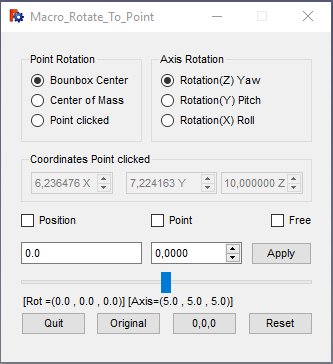 Macro_Rotate_To_Point
Point Rotation
Axis Rotation
Bounbox Center
Rotation(Z) Yaw
Center of Mass
Rotation(Y) Pitch
Point clicked
Rotation(X) Roll
Coordinates Point clicked
6,236476 X
7,224163 Y
10,000000 Z
Position
Point
Free
0.0
0,0000
Apply
[Rot =(0.0 , 0.0 , 0.0)] [Axis=(5.0 , 5.0 , 5.0)]
Quit
Original
0,0,0
Reset